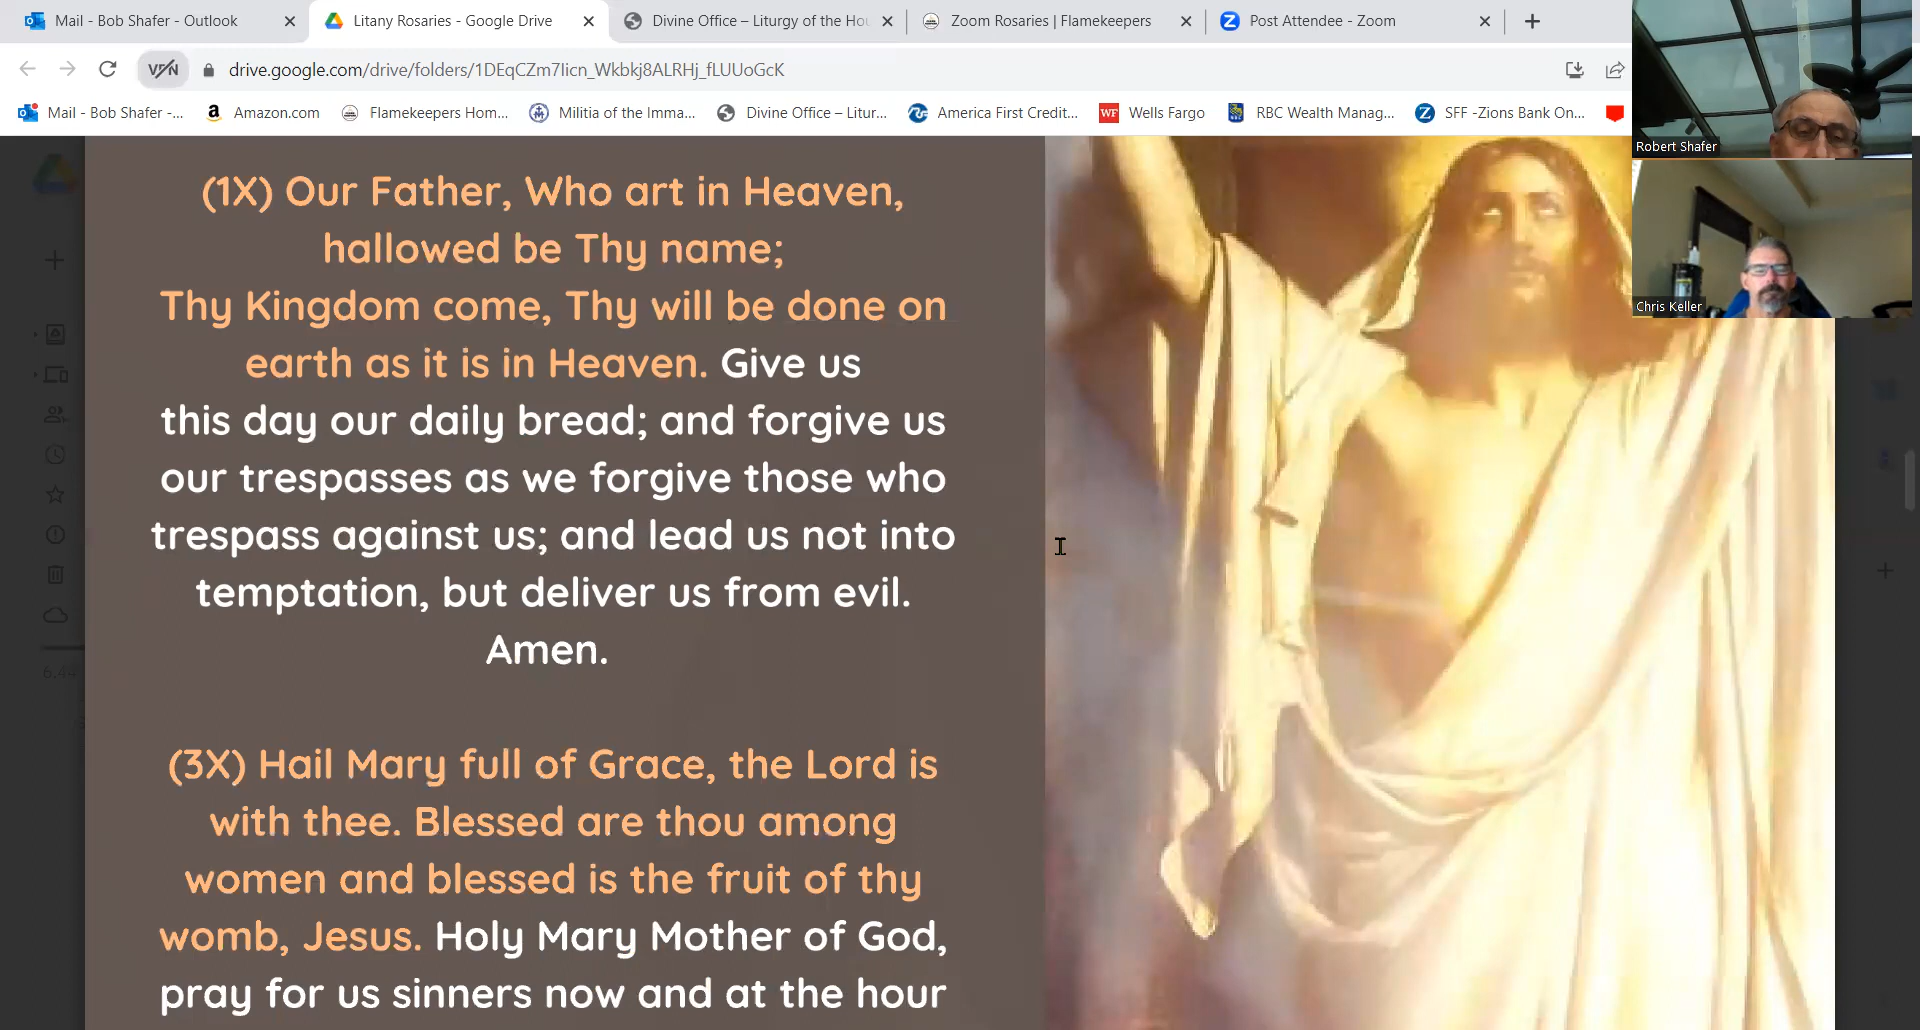 Mail - Bob Shafer - Outlook
Litany Rosaries - Google Drive
Divine Office – Liturgy of the Hou
Zoom Rosaries | Flamekeepers
Post Attendee - Zoom
VPN
drive.google.com/drive/folders/1DEqCZm7Iicn_Wkbkj8ALRHj_fLUUoGcK
Mail - Bob Shafer -...
Amazon.com
Flamekeepers Hom...
Militia of the Imma...
Divine Office – Litur...
America First Credit...
WF Wells Fargo
RBC Wealth Manag...
SFF -Zions Bank On...
Robert Shafer
Chris Keller
(1X) Our Father, Who art in Heaven,
hallowed be Thy name;
Thy Kingdom come, Thy will be done on
earth as it is in Heaven. Give us
this day our daily bread; and forgive us
our trespasses as we forgive those who
trespass against us; and lead us not into
temptation, but deliver us from evil.
Amen.
(3X) Hail Mary full of Grace, the Lord is
with thee. Blessed are thou among
women and blessed is the fruit of thy
womb, Jesus. Holy Mary Mother of God,
pray for us sinners now and at the hour
6.44